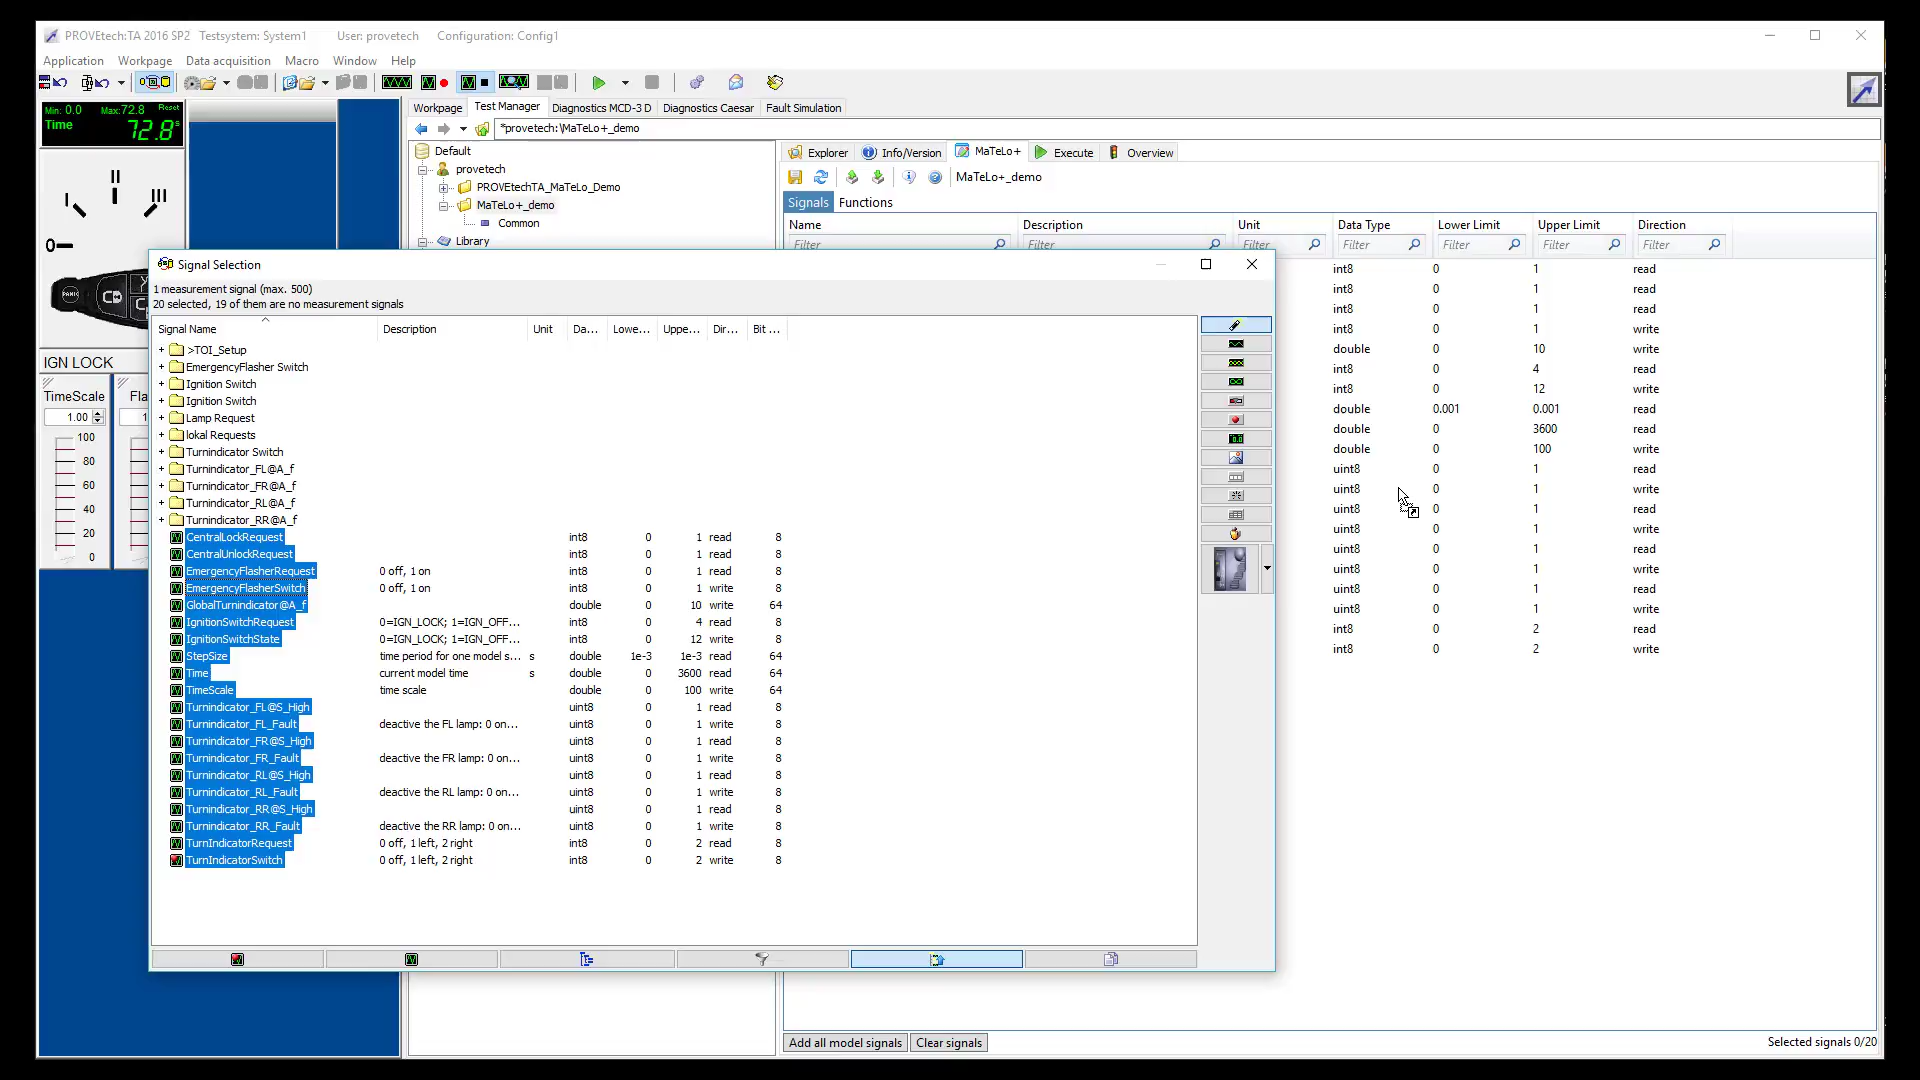 PROVEtech:TA 2016 SP2 Testsystem: System1 User: provetech Configuration: Config1
Application Workpage Data acquisition Macro Window Help
Min: 0.0 Max:72.8 Reset
Time 72.8 s
Workpage Test Manager Diagnostics MCD-3 D Diagnostics Caesar Fault Simulation
*provetech:\MaTeLo+_demo
Default
provetech
PROVEtechTA_MaTeLo_Demo
MaTeLo+_demo
Common
Library
Explorer Info/Version MaTeLo+ Execute Overview
MaTeLo+_demo
Signals Functions
Name Description Unit Data Type Lower Limit Upper Limit Direction
Filter Filter Filter Filter Filter Filter Filter
int8 0 1 read
int8 0 1 read
int8 0 1 read
int8 0 1 write
double 0 10 write
int8 0 4 read
int8 0 12 write
double 0.001 0.001 read
double 0 3600 read
double 0 100 write
uint8 0 1 read
uint8 0 1 write
uint8 0 1 read
uint8 0 1 write
uint8 0 1 read
uint8 0 1 write
uint8 0 1 read
uint8 0 1 write
int8 0 2 read
int8 0 2 write
I II III
0
PANIC
IGN LOCK
TimeScale Fla
1.00
100
80
60
40
20
0
Signal Selection
1 measurement signal (max. 500)
20 selected, 19 of them are no measurement signals
Signal Name Description Unit Da... Lowe... Uppe... Dir... Bit ...
>TOI_Setup
EmergencyFlasher Switch
Ignition Switch
Ignition Switch
Lamp Request
lokal Requests
Turnindicator Switch
Turnindicator_FL@A_f
Turnindicator_FR@A_f
Turnindicator_RL@A_f
Turnindicator_RR@A_f
CentralLockRequest int8 0 1 read 8
CentralUnlockRequest int8 0 1 read 8
EmergencyFlasherRequest 0 off, 1 on int8 0 1 read 8
EmergencyFlasherSwitch 0 off, 1 on int8 0 1 write 8
GlobalTurnindicator@A_f double 0 10 write 64
IgnitionSwitchRequest 0=IGN_LOCK; 1=IGN_OFF... int8 0 4 read 8
IgnitionSwitchState 0=IGN_LOCK; 1=IGN_OFF... int8 0 12 write 8
StepSize time period for one model s... s double 1e-3 1e-3 read 64
Time current model time s double 0 3600 read 64
TimeScale time scale double 0 100 write 64
Turnindicator_FL@S_High uint8 0 1 read 8
Turnindicator_FL_Fault deactive the FL lamp: 0 on... uint8 0 1 write 8
Turnindicator_FR@S_High uint8 0 1 read 8
Turnindicator_FR_Fault deactive the FR lamp: 0 on... uint8 0 1 write 8
Turnindicator_RL@S_High uint8 0 1 read 8
Turnindicator_RL_Fault deactive the RL lamp: 0 on... uint8 0 1 write 8
Turnindicator_RR@S_High uint8 0 1 read 8
Turnindicator_RR_Fault deactive the RR lamp: 0 on... uint8 0 1 write 8
TurnIndicatorRequest 0 off, 1 left, 2 right int8 0 2 read 8
TurnIndicatorSwitch 0 off, 1 left, 2 right int8 0 2 write 8
Add all model signals Clear signals Selected signals 0/20